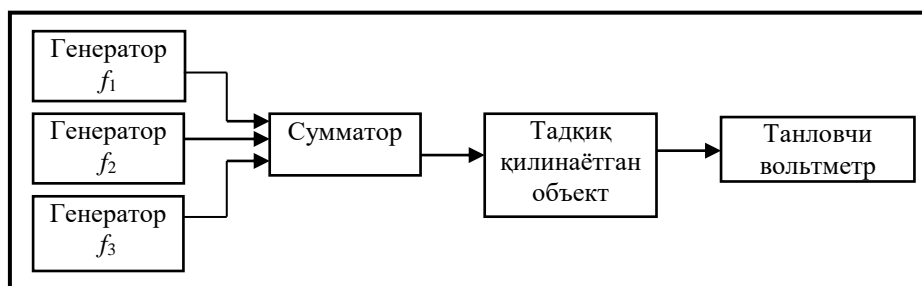 Генератор
f1
Генератор
f2
Генератор
f3
Сумматор
Тадқиқ
қилинаётган
объект
Танловчи
вольтметр